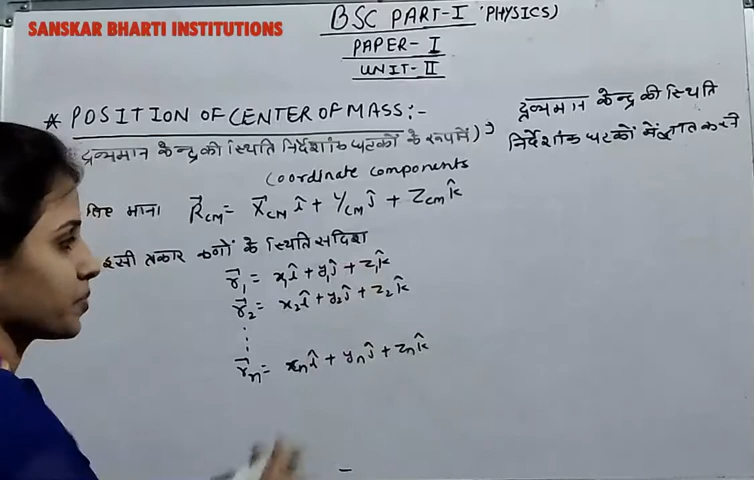 SANSKAR BHARTI INSTITUTIONS
BSC PART-I (PHYSICS)
PAPER-I
UNIT-II
* POSITION OF CENTER OF MASS:-
द्रव्यमान केन्द्र की स्थिति निर्देशांक घटकों के रूप में)
Coordinate components
द्रव्यमान केन्द्र की स्थिति
निर्देशांक घटकों में ज्ञात करने
लिए माना R⃗cm = X⃗cm î + Ycm ĵ + Zcm k̂
इसी प्रकार कणों के स्थिति सदिश
r⃗1 = x1î + y1ĵ + z1k̂
r⃗2 = x2î + y2ĵ + z2k̂
⋮
r⃗n = xnî + ynĵ + znk̂